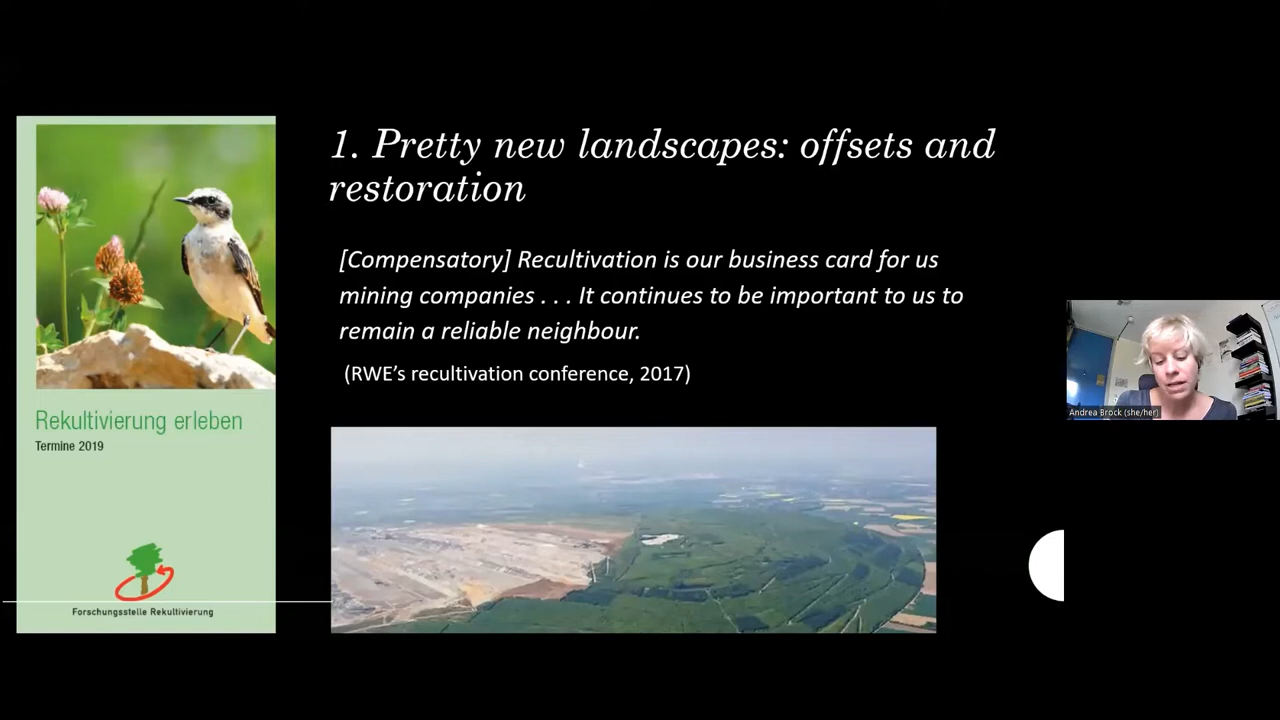 1. Pretty new landscapes: offsets and
restoration
[Compensatory] Recultivation is our business card for us
mining companies . . . It continues to be important to us to
remain a reliable neighbour.
(RWE’s recultivation conference, 2017)
Rekultivierung erleben
Termine 2019
Forschungsstelle Rekultivierung
Andrea Brock (she/her)